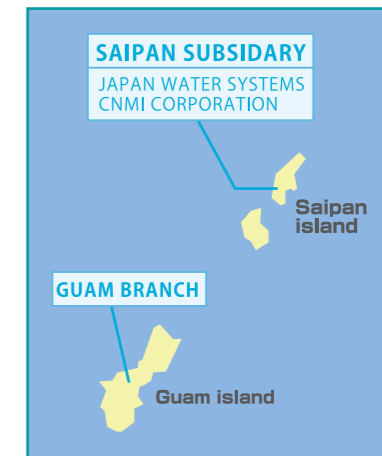 SAIPAN SUBSIDARY
JAPAN WATER SYSTEMS
CNMI CORPORATION
Saipan
island
GUAM BRANCH
Guam island